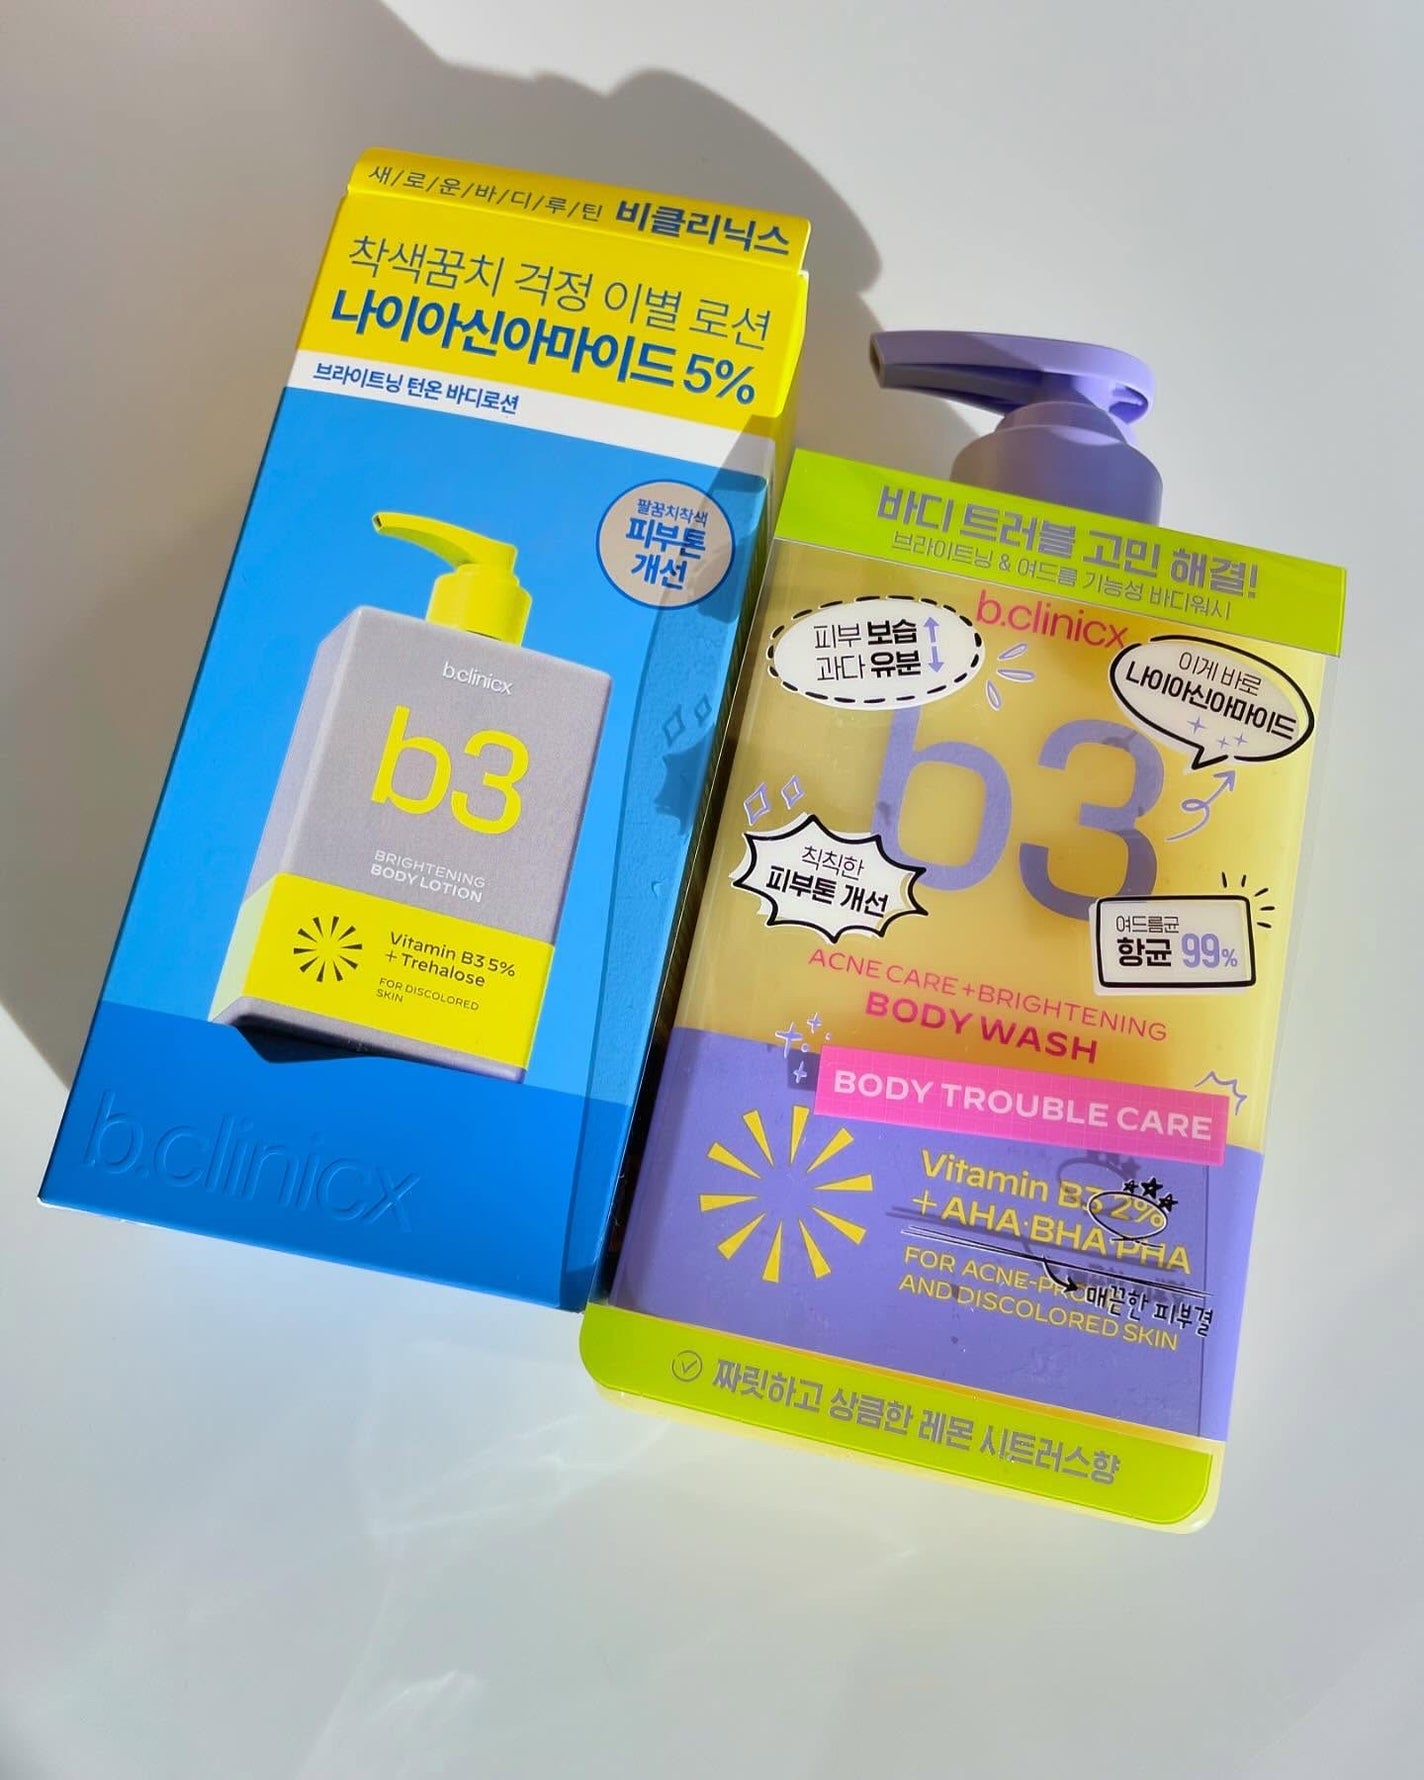 새/로/운/바/디/루/틴 비클리닉스
착색꿈치 걱정 이별 로션
나이아신아마이드 5%
브라이트닝 턴온 바디로션
팔꿈치착색
피부톤
개선
b.clinicx
b3
BRIGHTENING
BODY LOTION
Vitamin B3 5%
+ Trehalose
FOR DISCOLORED
SKIN
b.clinicx
바디 트러블 고민 해결!
브라이트닝 & 여드름 기능성 바디워시
b.clinicx
피부 보습↑
과다 유분↓
이게 바로
나이아신아마이드
b3
칙칙한
피부톤 개선
여드름균
항균 99%
ACNE CARE + BRIGHTENING
BODY WASH
BODY TROUBLE CARE
Vitamin B3 2%
+ AHA·BHA·PHA
FOR ACNE-PRONE
AND DISCOLORED SKIN
매끈한 피부결
짜릿하고 상큼한 레몬 시트러스향